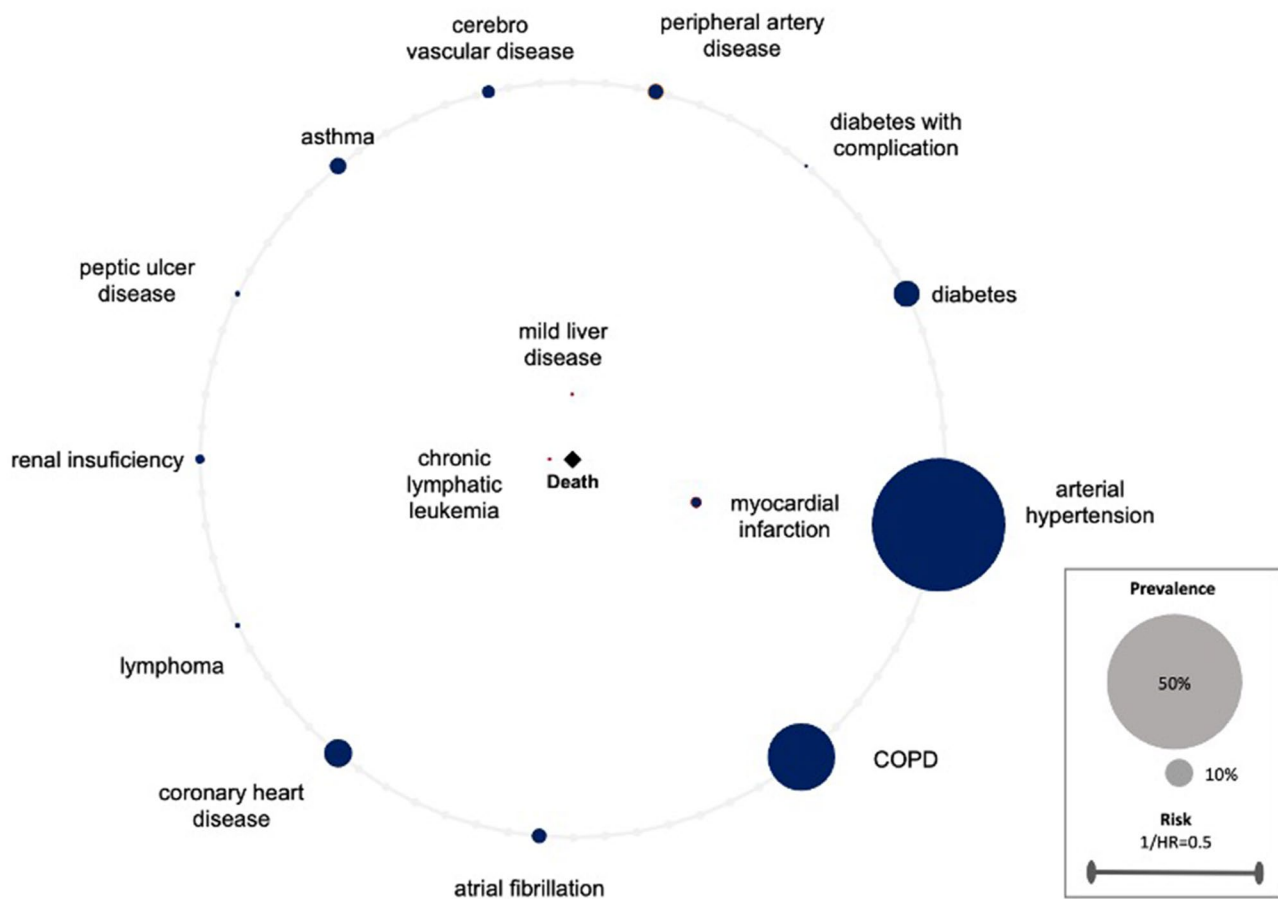 cerebro
vascular disease
peripheral artery
disease
asthma
diabetes with
complication
peptic ulcer
disease
diabetes
mild liver
disease
renal insuficiency
chronic
lymphatic
leukemia
Death
myocardial
infarction
arterial
hypertension
lymphoma
COPD
coronary heart
disease
atrial fibrillation
Prevalence
50%
10%
Risk
1/HR=0.5